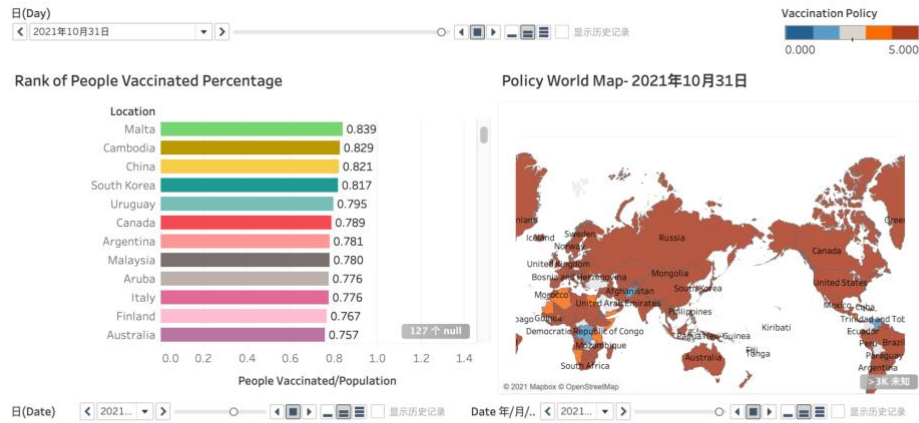 日(Day)
2021年10月31日
显示历史记录
Vaccination Policy
0.000
5.000
Rank of People Vaccinated Percentage
Location
Malta 0.839
Cambodia 0.829
China 0.821
South Korea 0.817
Uruguay 0.795
Canada 0.789
Argentina 0.781
Malaysia 0.780
Aruba 0.776
Italy 0.776
Finland 0.767
Australia 0.757
127 个 null
0.0 0.2 0.4 0.6 0.8 1.0 1.2 1.4
People Vaccinated/Population
Policy World Map- 2021年10月31日
Iceland
Sweden
Norway
Russia
Canada
United Kingdom
Bosnia and Herzegovina
Mongolia
United States
Morocco
Afghanistan
South Korea
United Arab Emirates
Mexico
Cuba
Philippines
Trinidad and Tob
Guinea
Democratic Republic of Congo
Papua New Guinea
Kiribati
Ecuador
Mozambique
Fiji
Tonga
Peru
Brazil
Paraguay
South Africa
Australia
Argentina
© 2021 Mapbox © OpenStreetMap
>3K 未知
日(Date)
2021...
显示历史记录
Date 年/月/..
2021...
显示历史记录